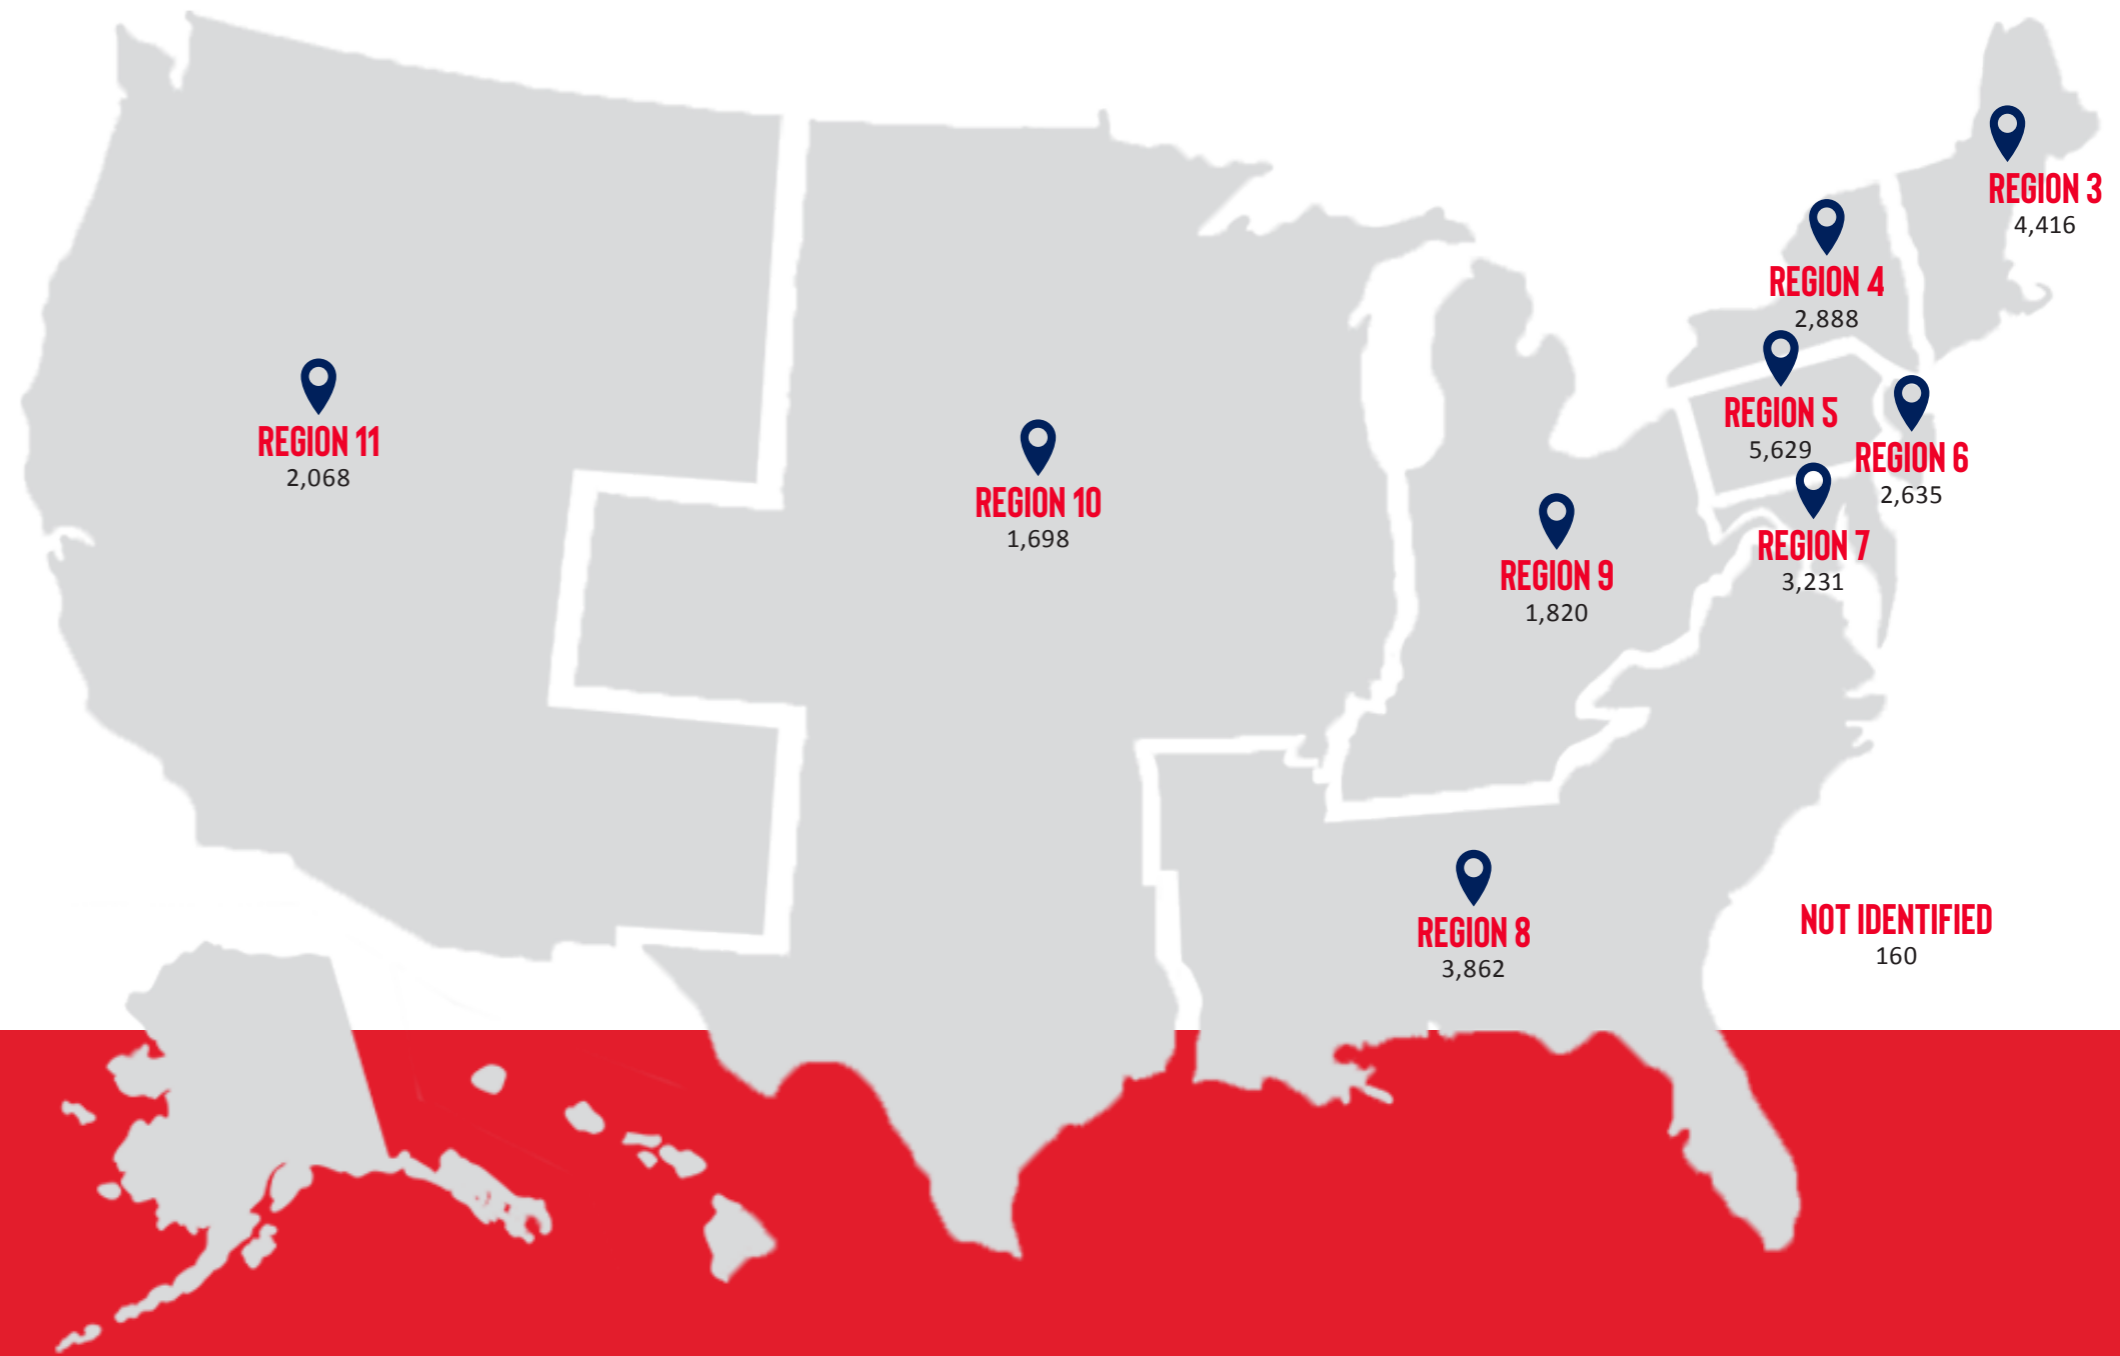 REGION 3
4,416
REGION 4
2,888
REGION 5
5,629
REGION 6
2,635
REGION 11
2,068
REGION 10
1,698
REGION 9
1,820
REGION 7
3,231
REGION 8
3,862
NOT IDENTIFIED
160